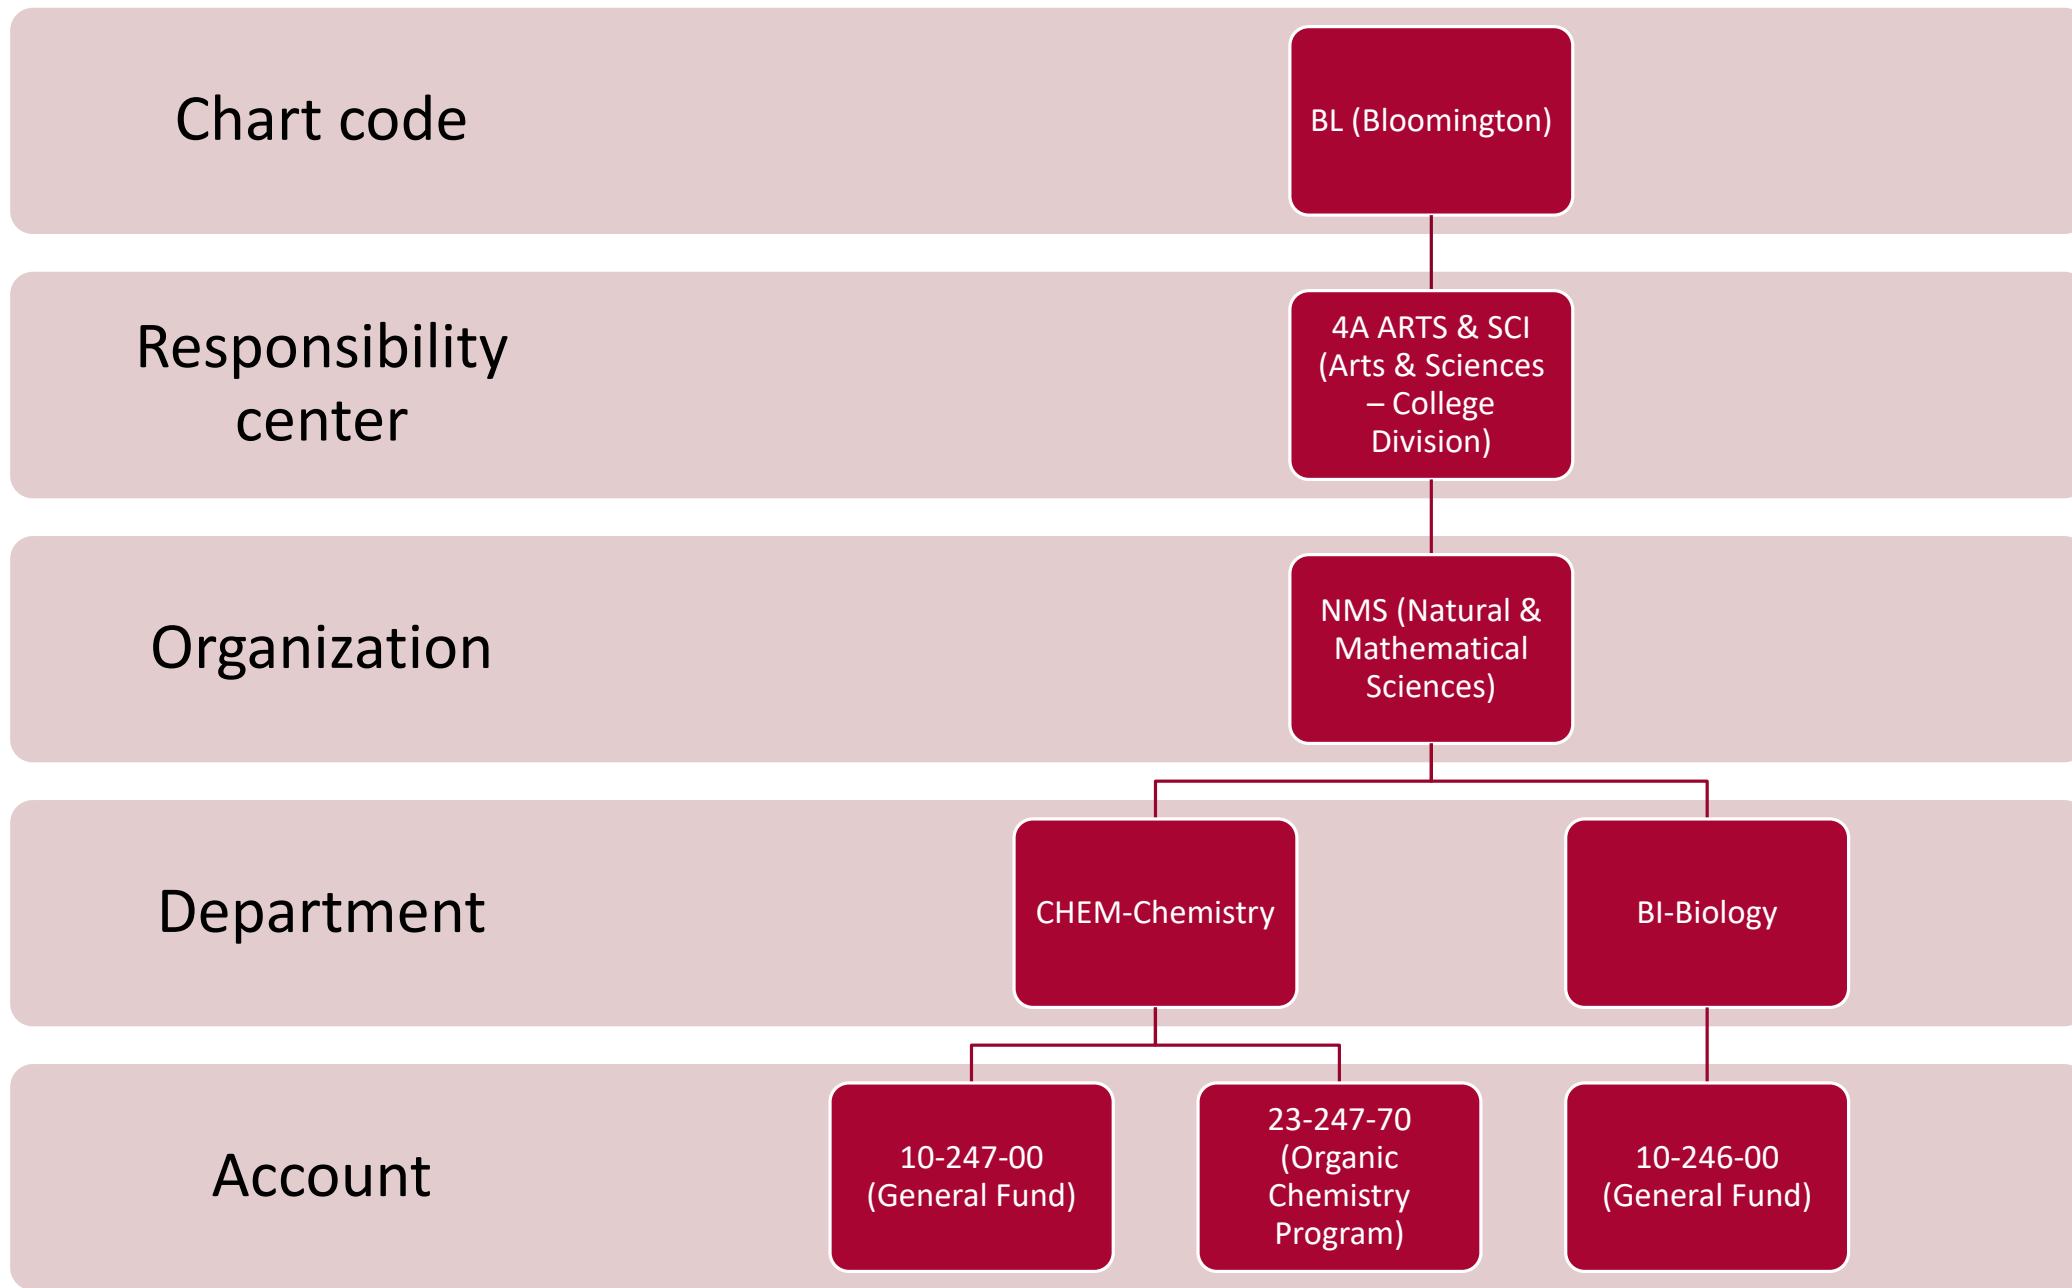 Chart code
BL (Bloomington)
Responsibility
center
4A ARTS & SCI
(Arts & Sciences
– College
Division)
Organization
NMS (Natural &
Mathematical
Sciences)
Department
CHEM-Chemistry
BI-Biology
Account
10-247-00
(General Fund)
23-247-70
(Organic
Chemistry
Program)
10-246-00
(General Fund)